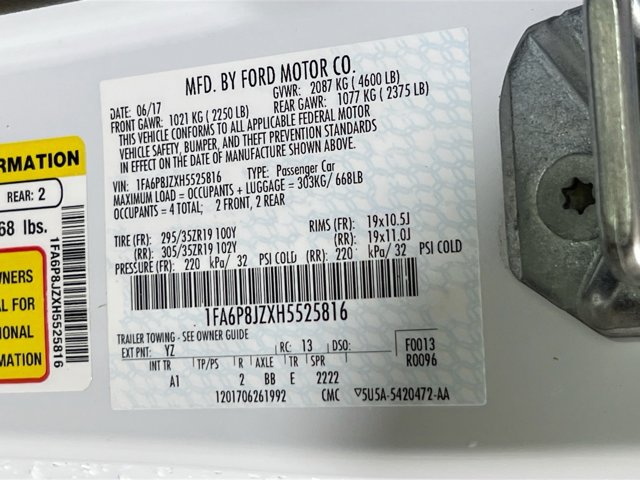 MFD. BY FORD MOTOR CO.
DATE: 06/17 GVWR: 2087 KG ( 4600 LB)
FRONT GAWR: 1021 KG ( 2250 LB) REAR GAWR: 1077 KG ( 2375 LB)
THIS VEHICLE CONFORMS TO ALL APPLICABLE FEDERAL MOTOR
VEHICLE SAFETY, BUMPER, AND THEFT PREVENTION STANDARDS
IN EFFECT ON THE DATE OF MANUFACTURE SHOWN ABOVE.
VIN: 1FA6P8JZXH5525816 TYPE: Passenger Car
MAXIMUM LOAD = OCCUPANTS + LUGGAGE = 303KG/ 668LB
OCCUPANTS = 4 TOTAL; 2 FRONT, 2 REAR
TIRE (FR): 295/35ZR19 100Y RIMS (FR): 19x10.5J
(RR): 305/35ZR19 102Y (RR): 19x11.0J
PRESSURE (FR): 220 kPa/ 32 PSI COLD (RR): 220 kPa/ 32 PSI COLD
1FA6P8JZXH5525816
TRAILER TOWING - SEE OWNER GUIDE
EXT PNT: YZ RC: 13 DSO: F0013
R0096
INT TR TP/PS R AXLE TR SPR
A1 2 BB E 2222
1201706261992 CMC ▽5U5A-5420472-AA
ORMATION
REAR: 2
68 lbs.
WNERS
AL FOR
IONAL
MATION
1FA6P8JZXH5525816